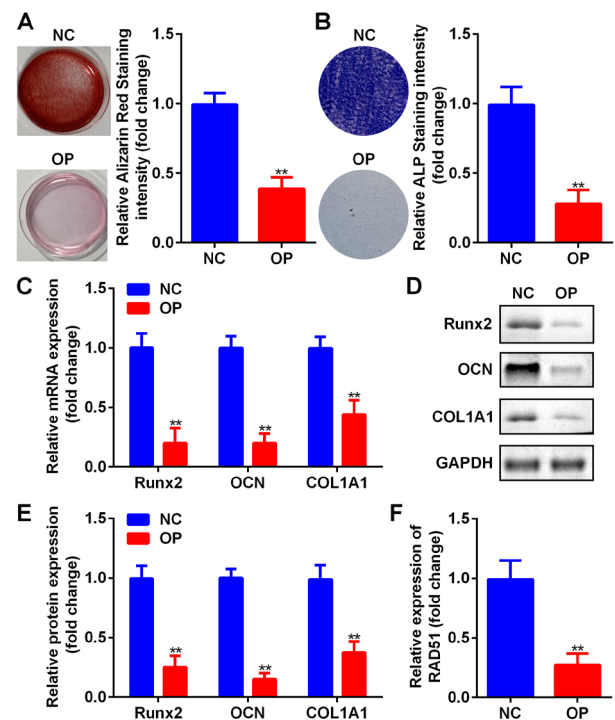 A
NC
OP
Relative Alizarin Red Staining
intensity (fold change)
1.5
1.0
0.5
0.0
**
NC OP
B
NC
OP
Relative ALP Staining intensity
(fold change)
1.5
1.0
0.5
0.0
**
NC OP
C
Relative mRNA expression
(fold change)
1.5
1.0
0.5
0.0
NC
OP
** ** **
Runx2 OCN COL1A1
D
NC OP
Runx2
OCN
COL1A1
GAPDH
E
Relative protein expression
(fold change)
1.5
1.0
0.5
0.0
NC
OP
** ** **
Runx2 OCN COL1A1
F
Relative expression of
RAD51 (fold change)
1.5
1.0
0.5
0.0
**
NC OP